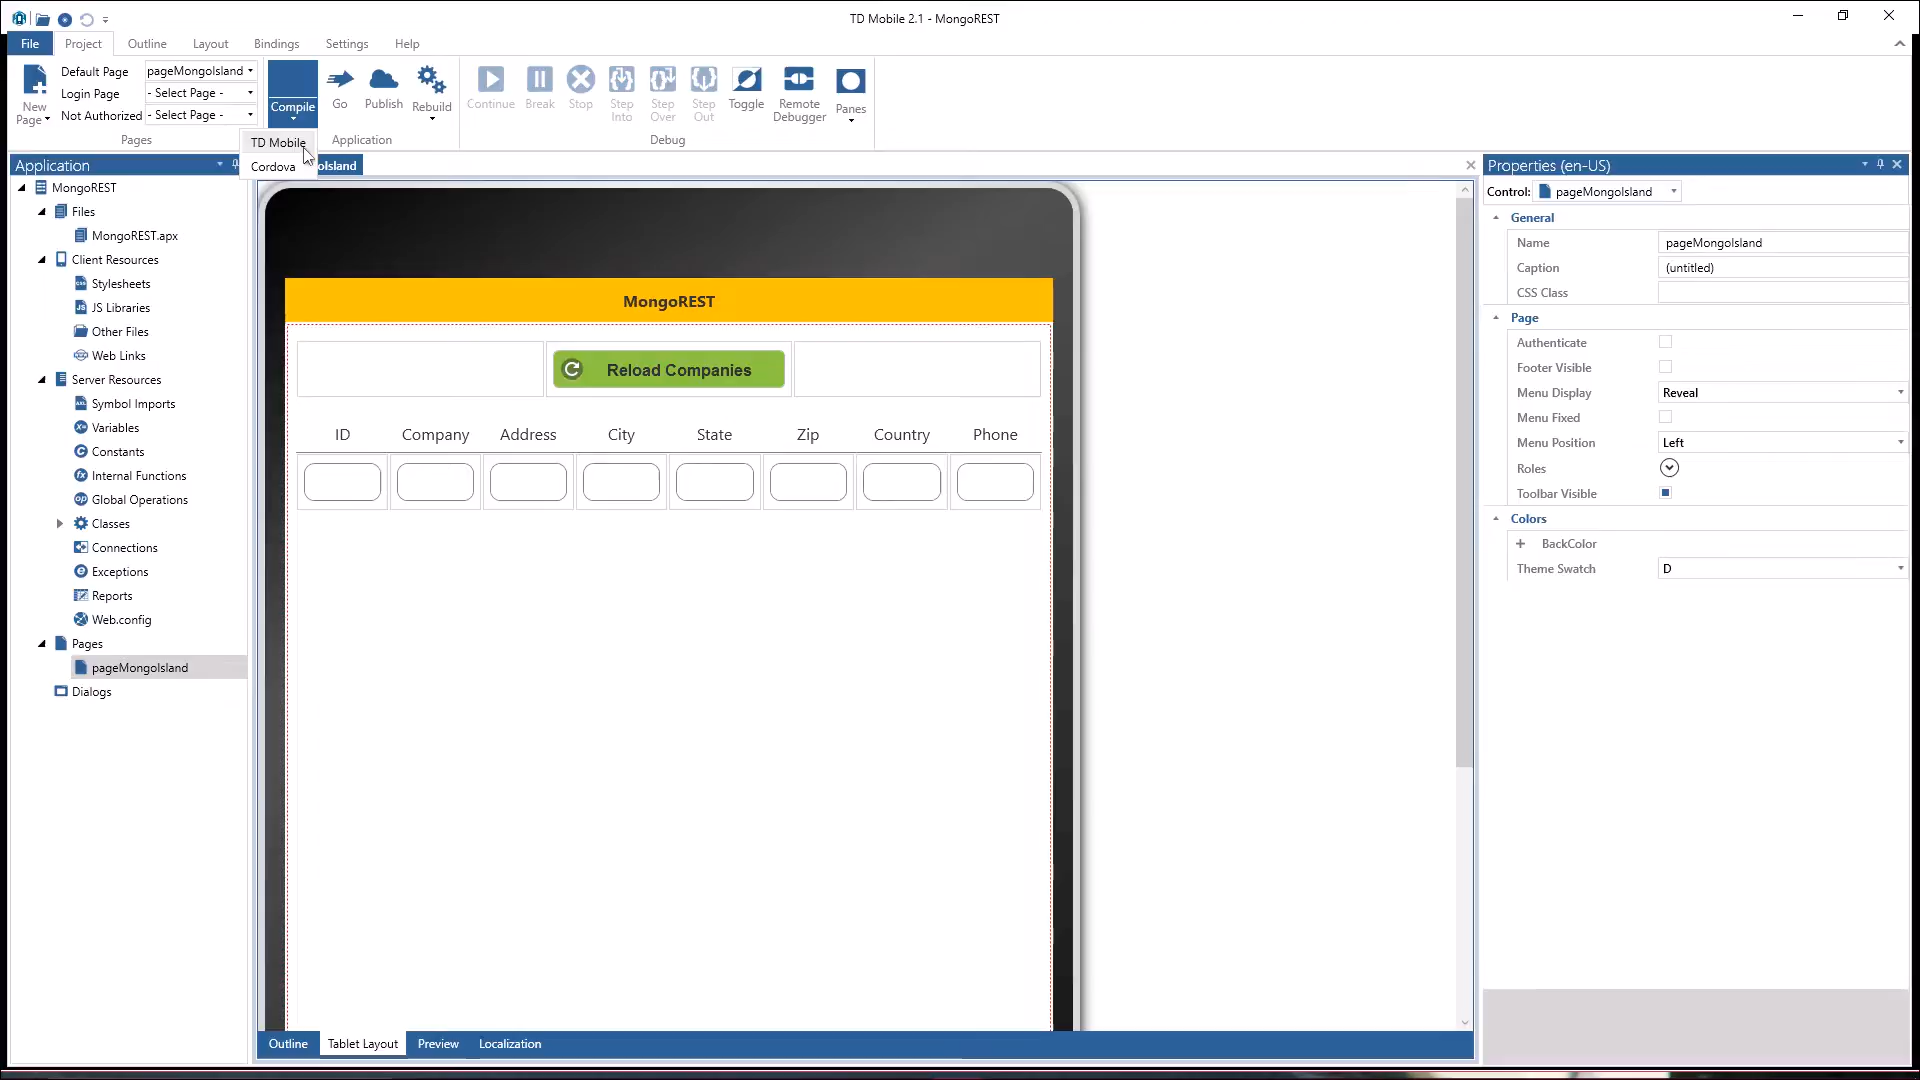 TD Mobile 2.1 - MongoREST
File Project Outline Layout Bindings Settings Help
New Page
Default Page pageMongoIsland
Login Page - Select Page -
Not Authorized - Select Page -
Pages
Compile Go Publish Rebuild
Application
Continue Break Stop Step Into Step Over Step Out Toggle Remote Debugger Panes
Debug
TD Mobile
Cordova
Application
MongoREST
Files
MongoREST.apx
Client Resources
Stylesheets
JS Libraries
Other Files
Web Links
Server Resources
Symbol Imports
Variables
Constants
Internal Functions
Global Operations
Classes
Connections
Exceptions
Reports
Web.config
Pages
pageMongoIsland
Dialogs
oIsland
MongoREST
Reload Companies
ID Company Address City State Zip Country Phone
Outline Tablet Layout Preview Localization
Properties (en-US)
Control: pageMongoIsland
General
Name pageMongoIsland
Caption (untitled)
CSS Class
Page
Authenticate
Footer Visible
Menu Display Reveal
Menu Fixed
Menu Position Left
Roles
Toolbar Visible
Colors
+ BackColor
Theme Swatch D